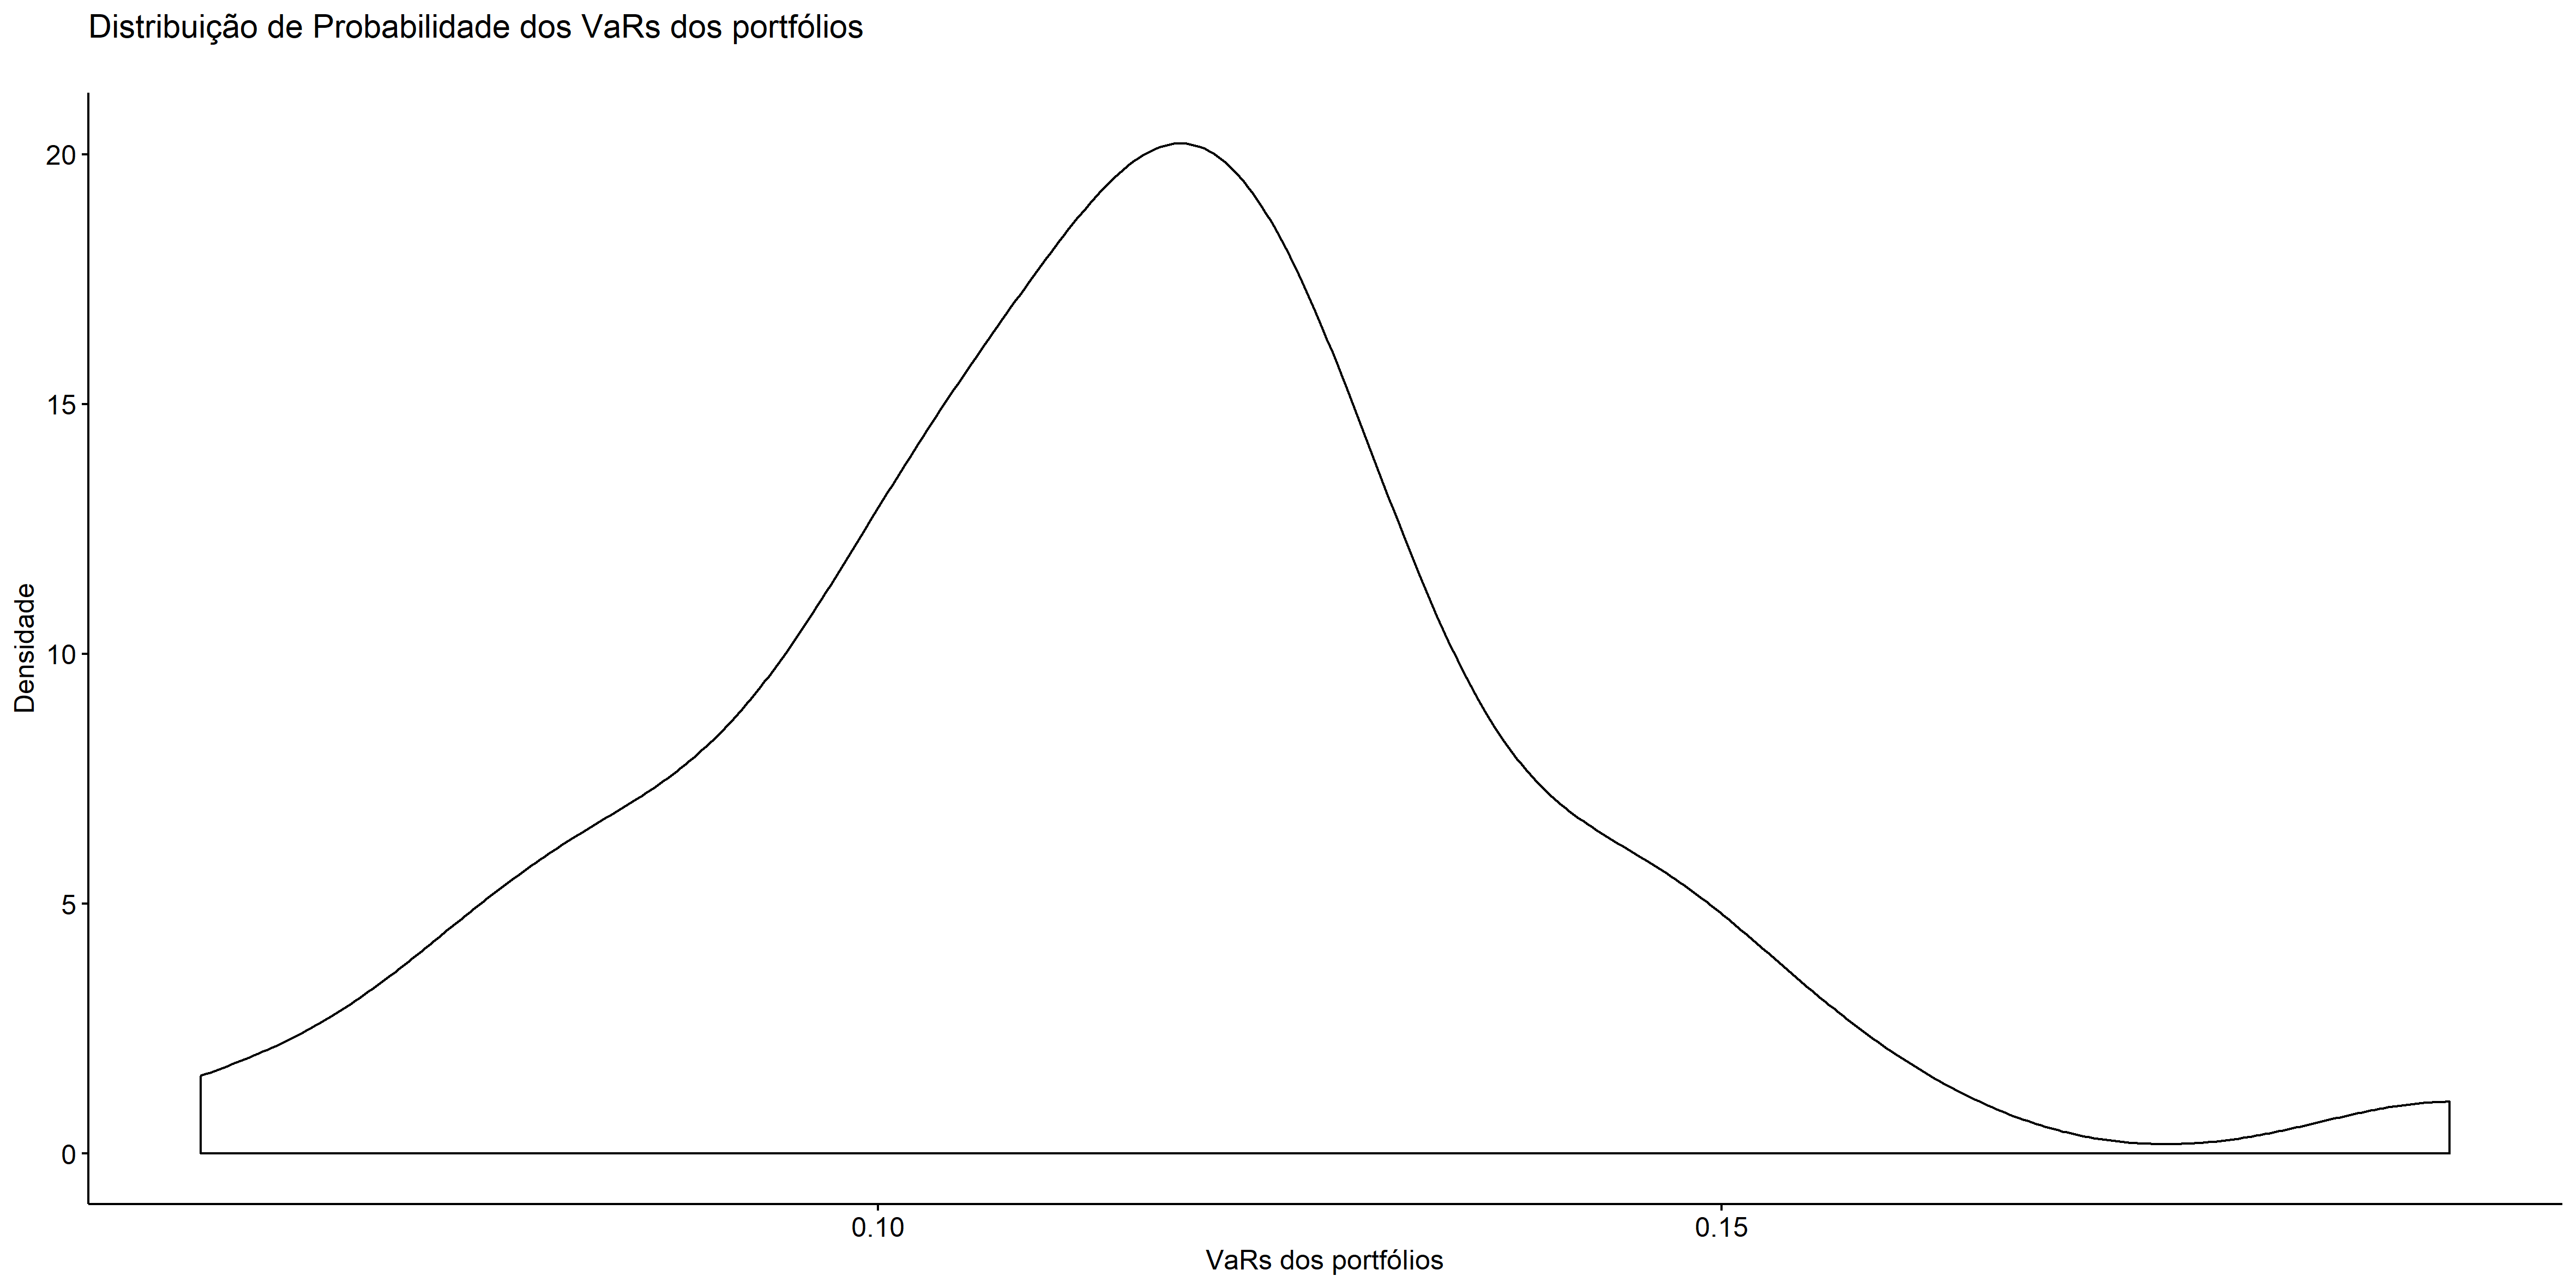 Distribuição de Probabilidade dos VaRs dos portfólios
20
15
10
5
0
Densidade
0.10
0.15
VaRs dos portfólios